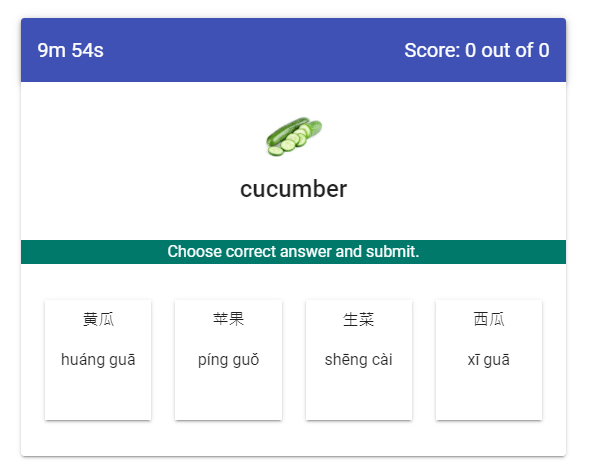 9m 54s
Score: 0 out of 0
cucumber
Choose correct answer and submit.
黄瓜
huáng guā
苹果
píng guǒ
生菜
shēng cài
西瓜
xī guā